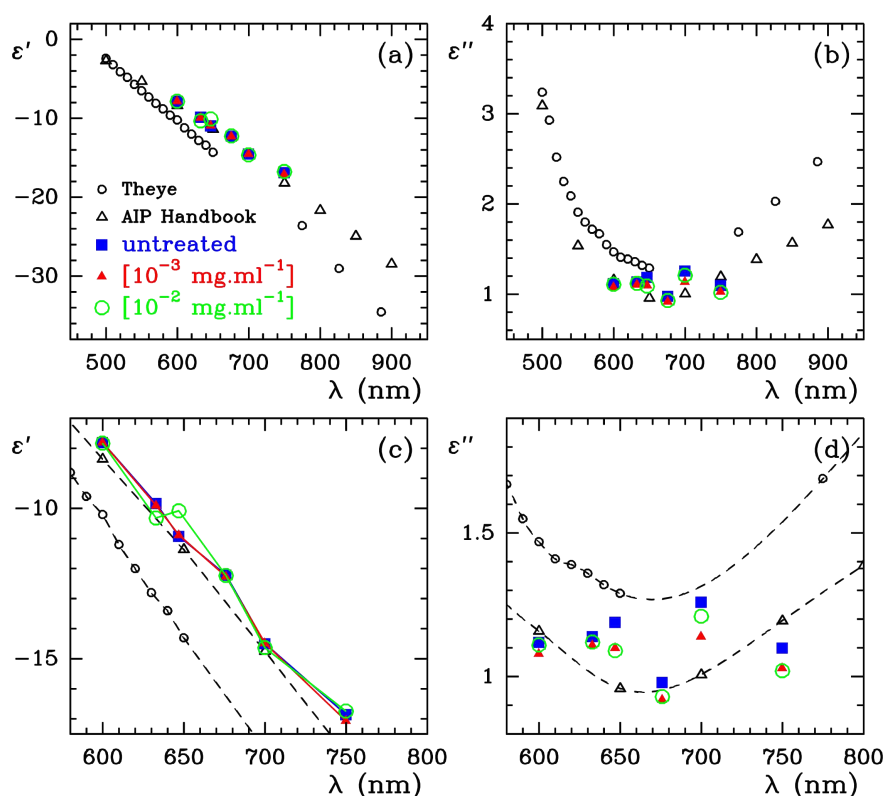 ε′
(a)
0
−10
−20
−30
Theye
AIP Handbook
untreated
[10⁻³ mg.ml⁻¹]
[10⁻² mg.ml⁻¹]
500 600 700 800 900
λ (nm)
ε″
(b)
4
3
2
1
500 600 700 800 900
λ (nm)
ε′
(c)
−10
−15
600 650 700 750 800
λ (nm)
ε″
(d)
1.5
1
600 650 700 750 800
λ (nm)